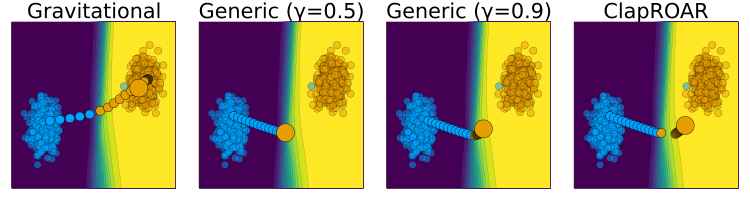 Gravitational
Generic (γ=0.5)
Generic (γ=0.9)
ClapROAR